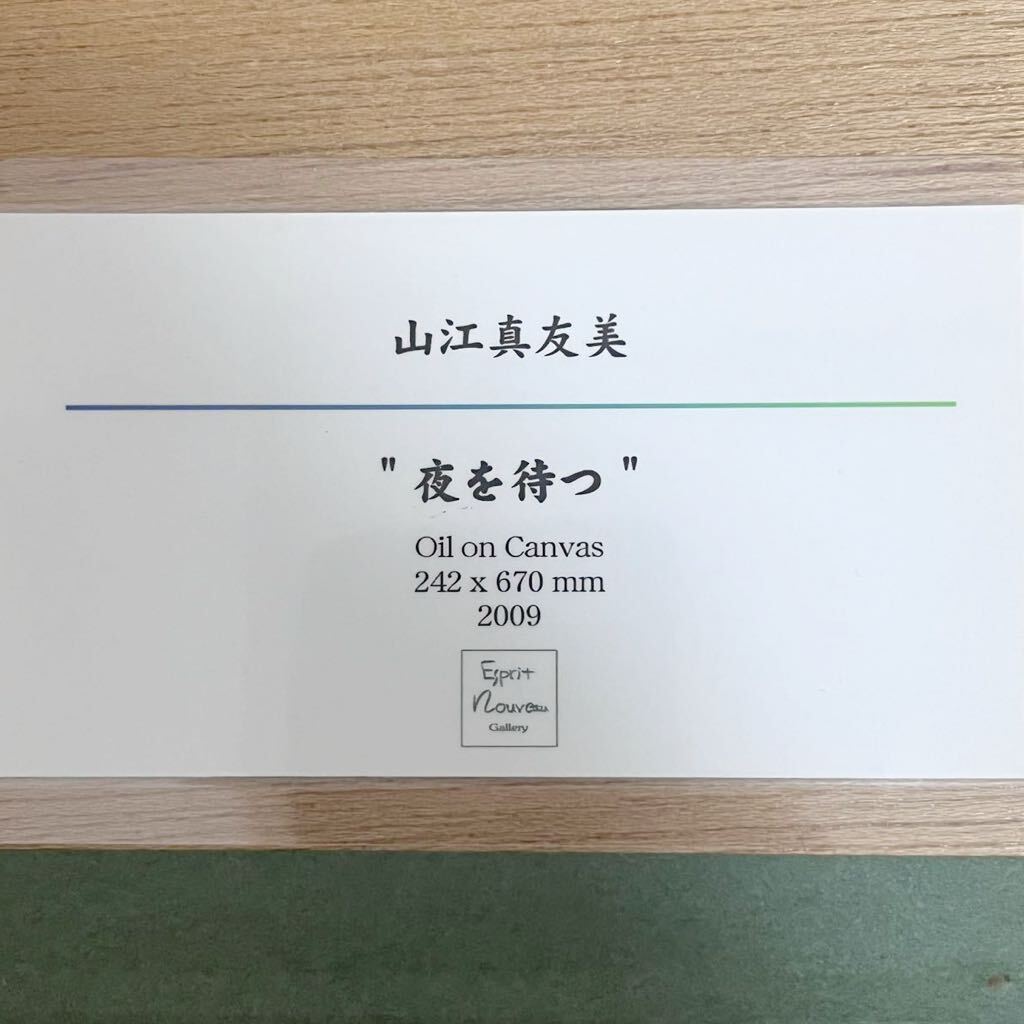 山江真友美
"夜を待つ"
Oil on Canvas
242 x 670 mm
2009
Esprit
Nouveau
Gallery